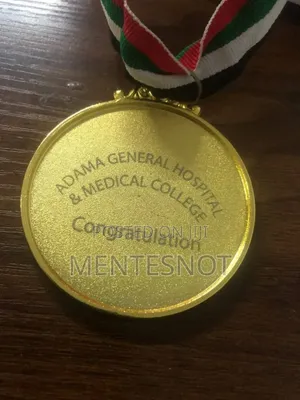 ADAMA GENERAL HOSPITAL
& MEDICAL COLLEGE
Congratulation
MENTESNOT